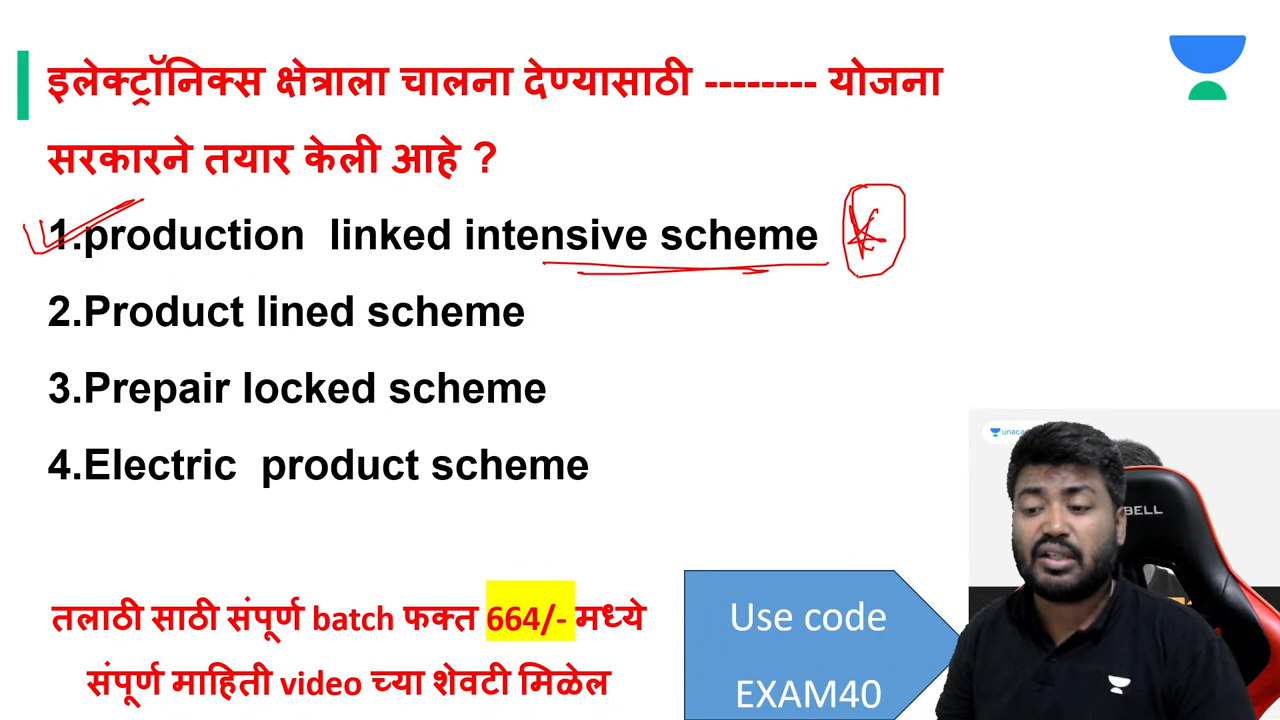 इलेक्ट्रॉनिक्स क्षेत्राला चालना देण्यासाठी -------- योजना
सरकारने तयार केली आहे ?
1.production linked intensive scheme
2.Product lined scheme
3.Prepair locked scheme
4.Electric product scheme
BELL
तलाठी साठी संपूर्ण batch फक्त 664/- मध्ये
संपूर्ण माहिती video च्या शेवटी मिळेल
Use code
EXAM40